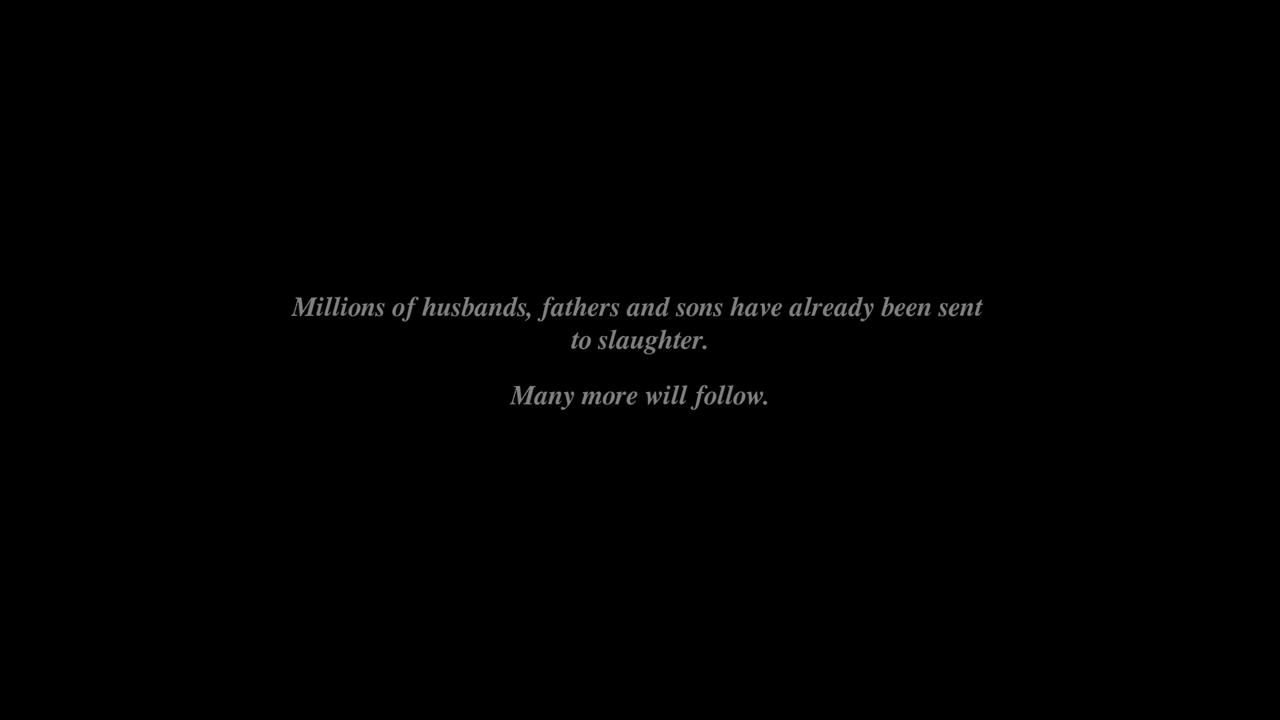 Millions of husbands, fathers and sons have already been sent
to slaughter.
Many more will follow.